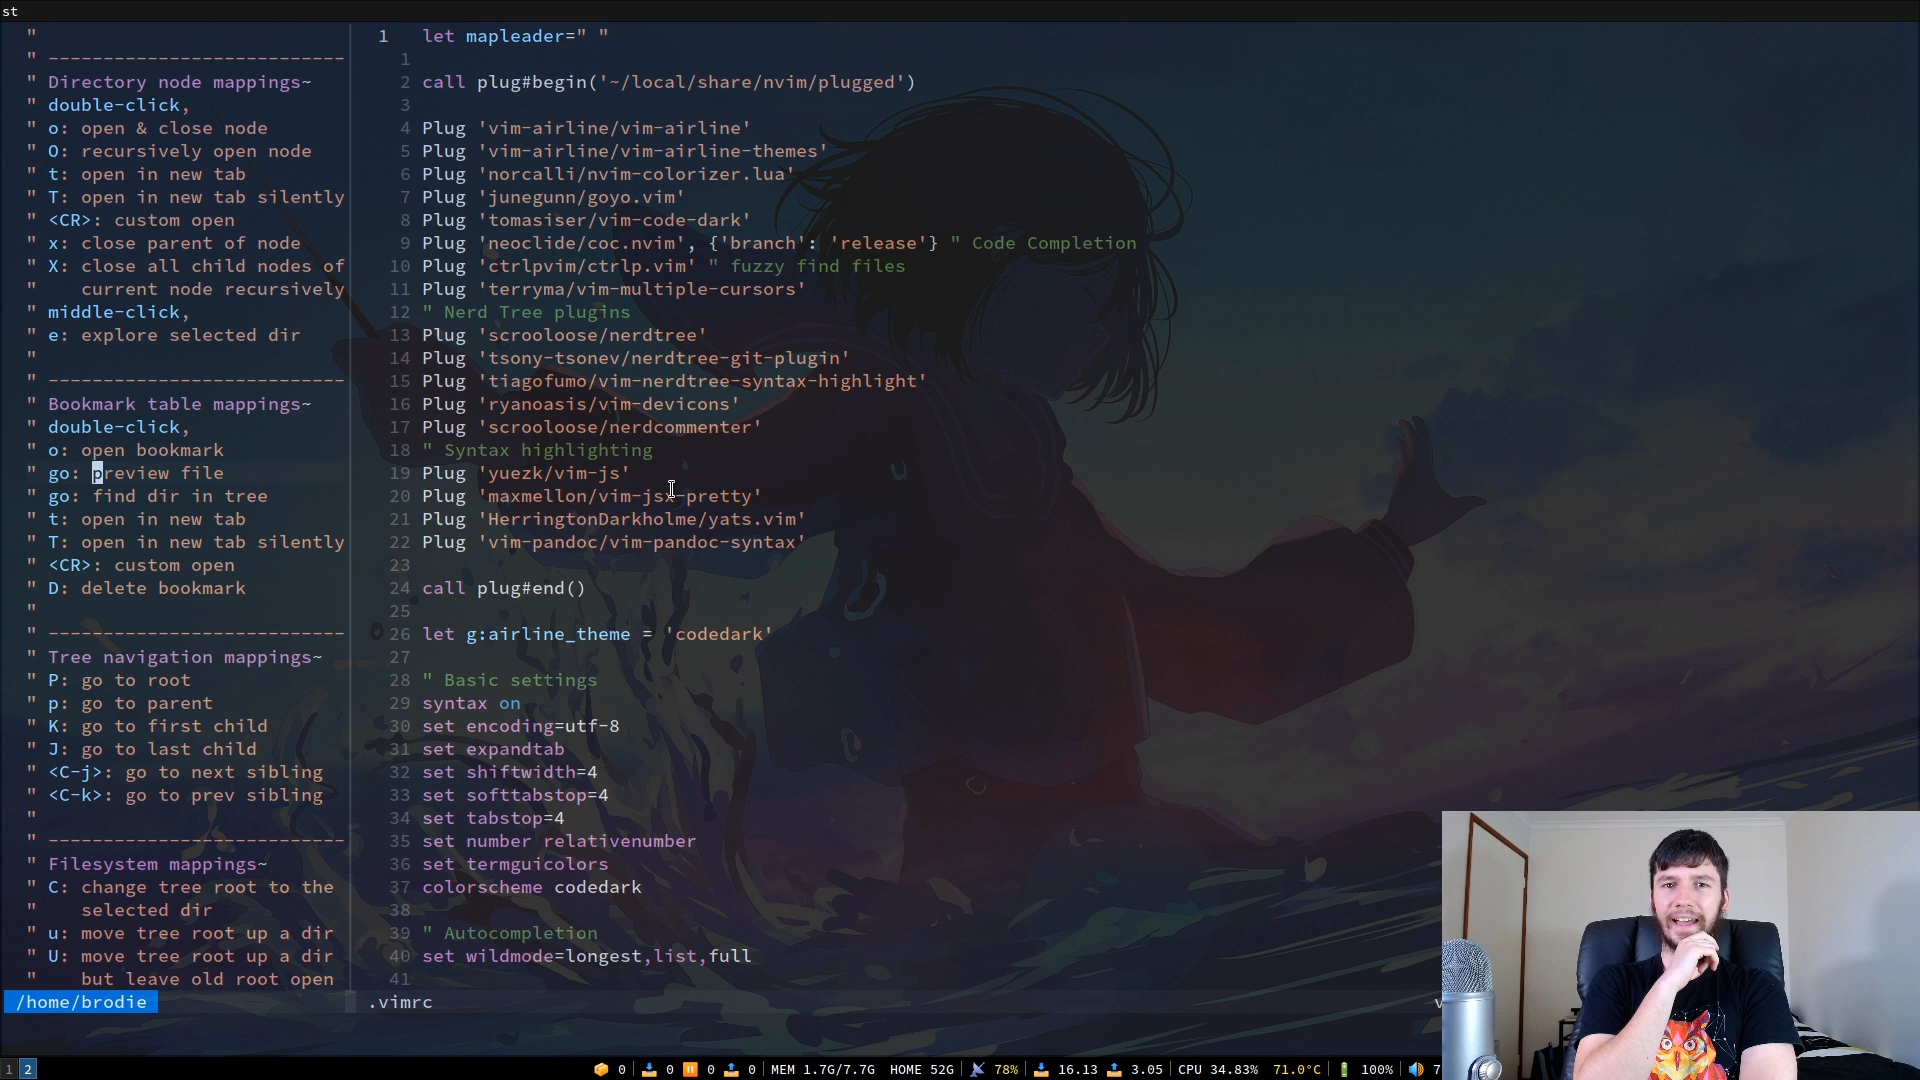 st
"
" ---------------------------
" Directory node mappings~
" double-click,
" o: open & close node
" O: recursively open node
" t: open in new tab
" T: open in new tab silently
" <CR>: custom open
" x: close parent of node
" X: close all child nodes of
"    current node recursively
" middle-click,
" e: explore selected dir
"
" ---------------------------
" Bookmark table mappings~
" double-click,
" o: open bookmark
" go: preview file
" go: find dir in tree
" t: open in new tab
" T: open in new tab silently
" <CR>: custom open
" D: delete bookmark
"
" ---------------------------
" Tree navigation mappings~
" P: go to root
" p: go to parent
" K: go to first child
" J: go to last child
" <C-j>: go to next sibling
" <C-k>: go to prev sibling
"
" ---------------------------
" Filesystem mappings~
" C: change tree root to the
"    selected dir
" u: move tree root up a dir
" U: move tree root up a dir
"    but leave old root open
/home/brodie
1 let mapleader=" "
1
2 call plug#begin('~/local/share/nvim/plugged')
3
4 Plug 'vim-airline/vim-airline'
5 Plug 'vim-airline/vim-airline-themes'
6 Plug 'norcalli/nvim-colorizer.lua'
7 Plug 'junegunn/goyo.vim'
8 Plug 'tomasiser/vim-code-dark'
9 Plug 'neoclide/coc.nvim', {'branch': 'release'} " Code Completion
10 Plug 'ctrlpvim/ctrlp.vim' " fuzzy find files
11 Plug 'terryma/vim-multiple-cursors'
12 " Nerd Tree plugins
13 Plug 'scrooloose/nerdtree'
14 Plug 'tsony-tsonev/nerdtree-git-plugin'
15 Plug 'tiagofumo/vim-nerdtree-syntax-highlight'
16 Plug 'ryanoasis/vim-devicons'
17 Plug 'scrooloose/nerdcommenter'
18 " Syntax highlighting
19 Plug 'yuezk/vim-js'
20 Plug 'maxmellon/vim-jsx-pretty'
21 Plug 'HerringtonDarkholme/yats.vim'
22 Plug 'vim-pandoc/vim-pandoc-syntax'
23
24 call plug#end()
25
26 let g:airline_theme = 'codedark'
27
28 " Basic settings
29 syntax on
30 set encoding=utf-8
31 set expandtab
32 set shiftwidth=4
33 set softtabstop=4
34 set tabstop=4
35 set number relativenumber
36 set termguicolors
37 colorscheme codedark
38
39 " Autocompletion
40 set wildmode=longest,list,full
41
.vimrc
1 2
0 0 0 0 | MEM 1.7G/7.7G HOME 52G | 78% | 16.13 3.05 | CPU 34.83% 71.0°C | 100% | 7